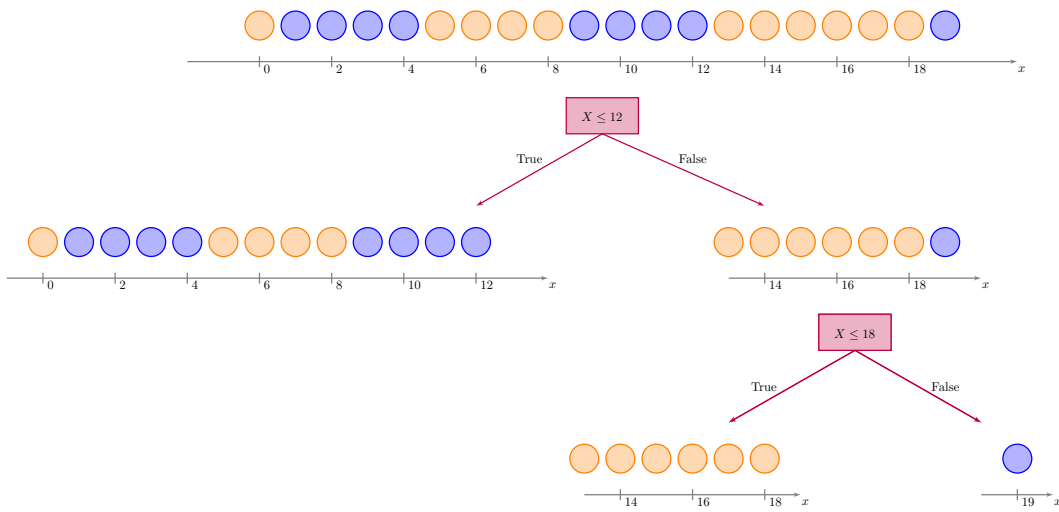 0 2 4 6 8 10 12 14 16 18 x
X ≤ 12
True False
0 2 4 6 8 10 12 x
14 16 18 x
X ≤ 18
True False
14 16 18 x
19 x